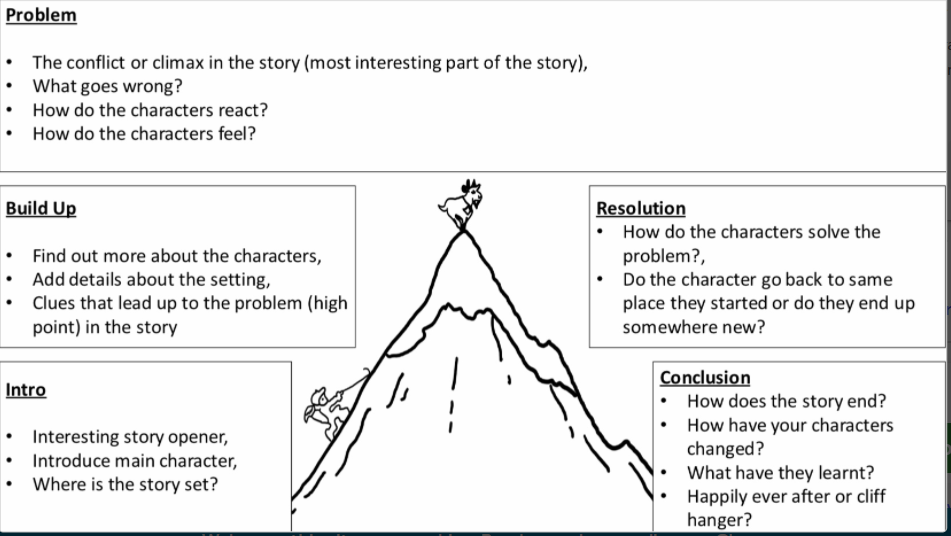 Problem
• The conflict or climax in the story (most interesting part of the story),
• What goes wrong?
• How do the characters react?
• How do the characters feel?
Build Up
• Find out more about the characters,
• Add details about the setting,
• Clues that lead up to the problem (high
point) in the story
Resolution
• How do the characters solve the
problem?,
• Do the character go back to same
place they started or do they end up
somewhere new?
Intro
• Interesting story opener,
• Introduce main character,
• Where is the story set?
Conclusion
• How does the story end?
• How have your characters
changed?
• What have they learnt?
• Happily ever after or cliff
hanger?